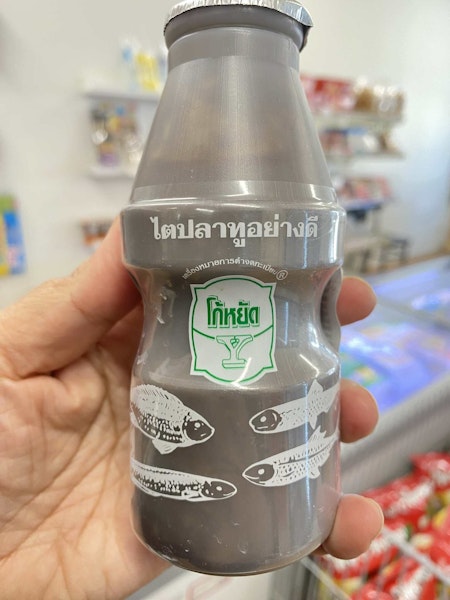 ไตปลาทูอย่างดี
เครื่องหมายการค้าจดทะเบียน ®
โก้หยัด